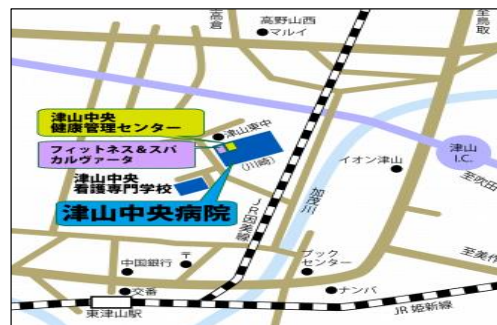 至高倉
高野山西
マルイ
至鳥取
津山中央
健康管理センター
フィットネス&スパ
カルヴァータ
津山東中
津山中央
看護専門学校
(川崎)
津山中央病院
JR因美線
加茂川
イオン津山
津山
I.C.
至吹田
至美作
中国銀行
〒
ブック
センター
交番
ナンバ
東津山駅
JR姫新線